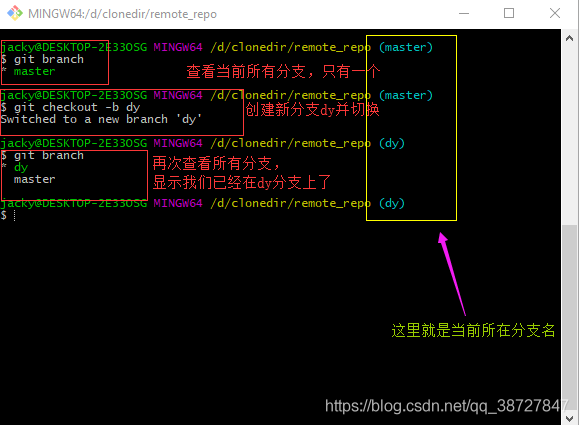 MINGW64:/d/clonedir/remote_repo
jacky@DESKTOP-2E33OSG MINGW64 /d/clonedir/remote_repo (master)
$ git branch
* master
查看当前所有分支，只有一个
jacky@DESKTOP-2E33OSG MINGW64 /d/clonedir/remote_repo (master)
$ git checkout -b dy
创建新分支dy并切换
Switched to a new branch 'dy'
jacky@DESKTOP-2E33OSG MINGW64 /d/clonedir/remote_repo (dy)
$ git branch
* dy
master
再次查看所有分支，
显示我们已经在dy分支上了
jacky@DESKTOP-2E33OSG MINGW64 /d/clonedir/remote_repo (dy)
$
这里就是当前所在分支名
https://blog.csdn.net/qq_38727847